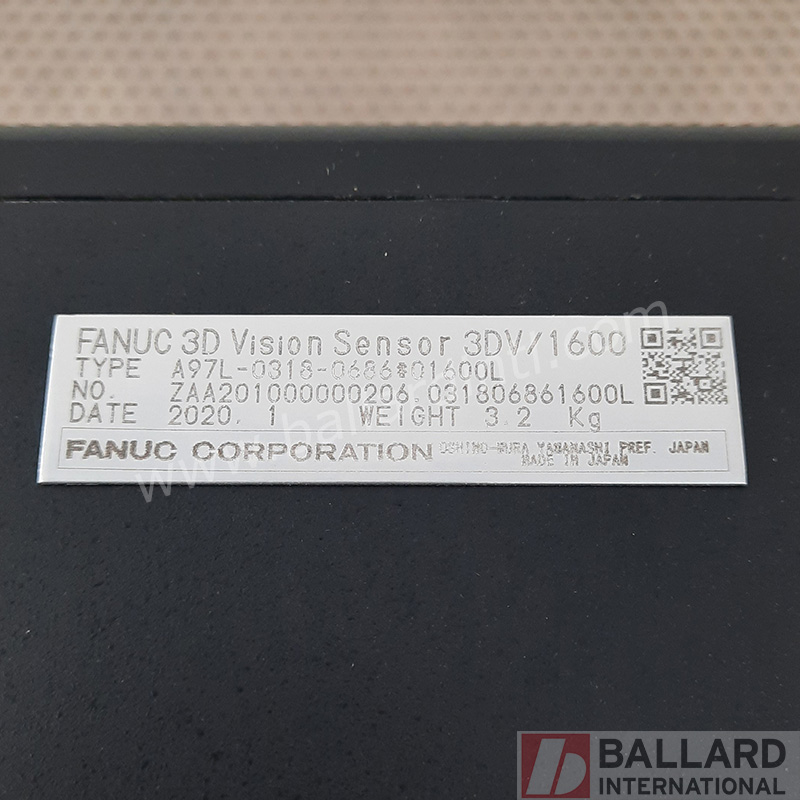 FANUC 3D Vision Sensor 3DV/1600
TYPE A97L-0318-0686#01600L
NO. ZAA201000000206.031806861600L
DATE 2020. 1 WEIGHT 3.2 Kg
FANUC CORPORATION OSHINO-MURA YAMANASHI PREF. JAPAN
MADE IN JAPAN
BALLARD
INTERNATIONAL